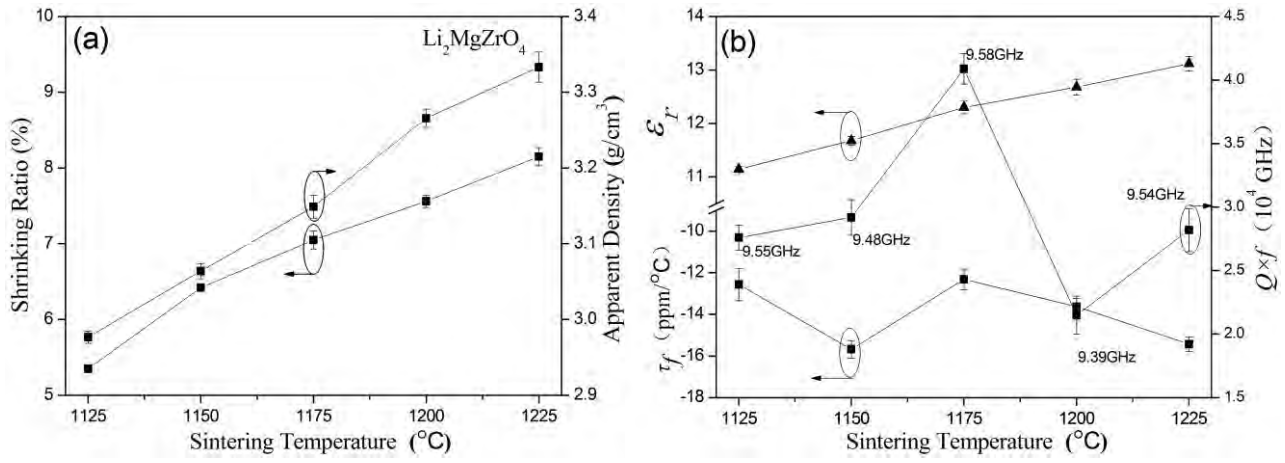 (a)
Li₂MgZrO₄
Shrinking Ratio (%)
10
9
8
7
6
5
Apparent Density (g/cm³)
3.4
3.3
3.2
3.1
3.0
2.9
1125 1150 1175 1200 1225
Sintering Temperature (°C)
(b)
εr
13
12
11
τf (ppm/°C)
-10
-12
-14
-16
-18
Q×f (10⁴ GHz)
4.5
4.0
3.5
3.0
2.5
2.0
1.5
9.58GHz
9.54GHz
9.55GHz
9.48GHz
9.39GHz
1125 1150 1175 1200 1225
Sintering Temperature (°C)